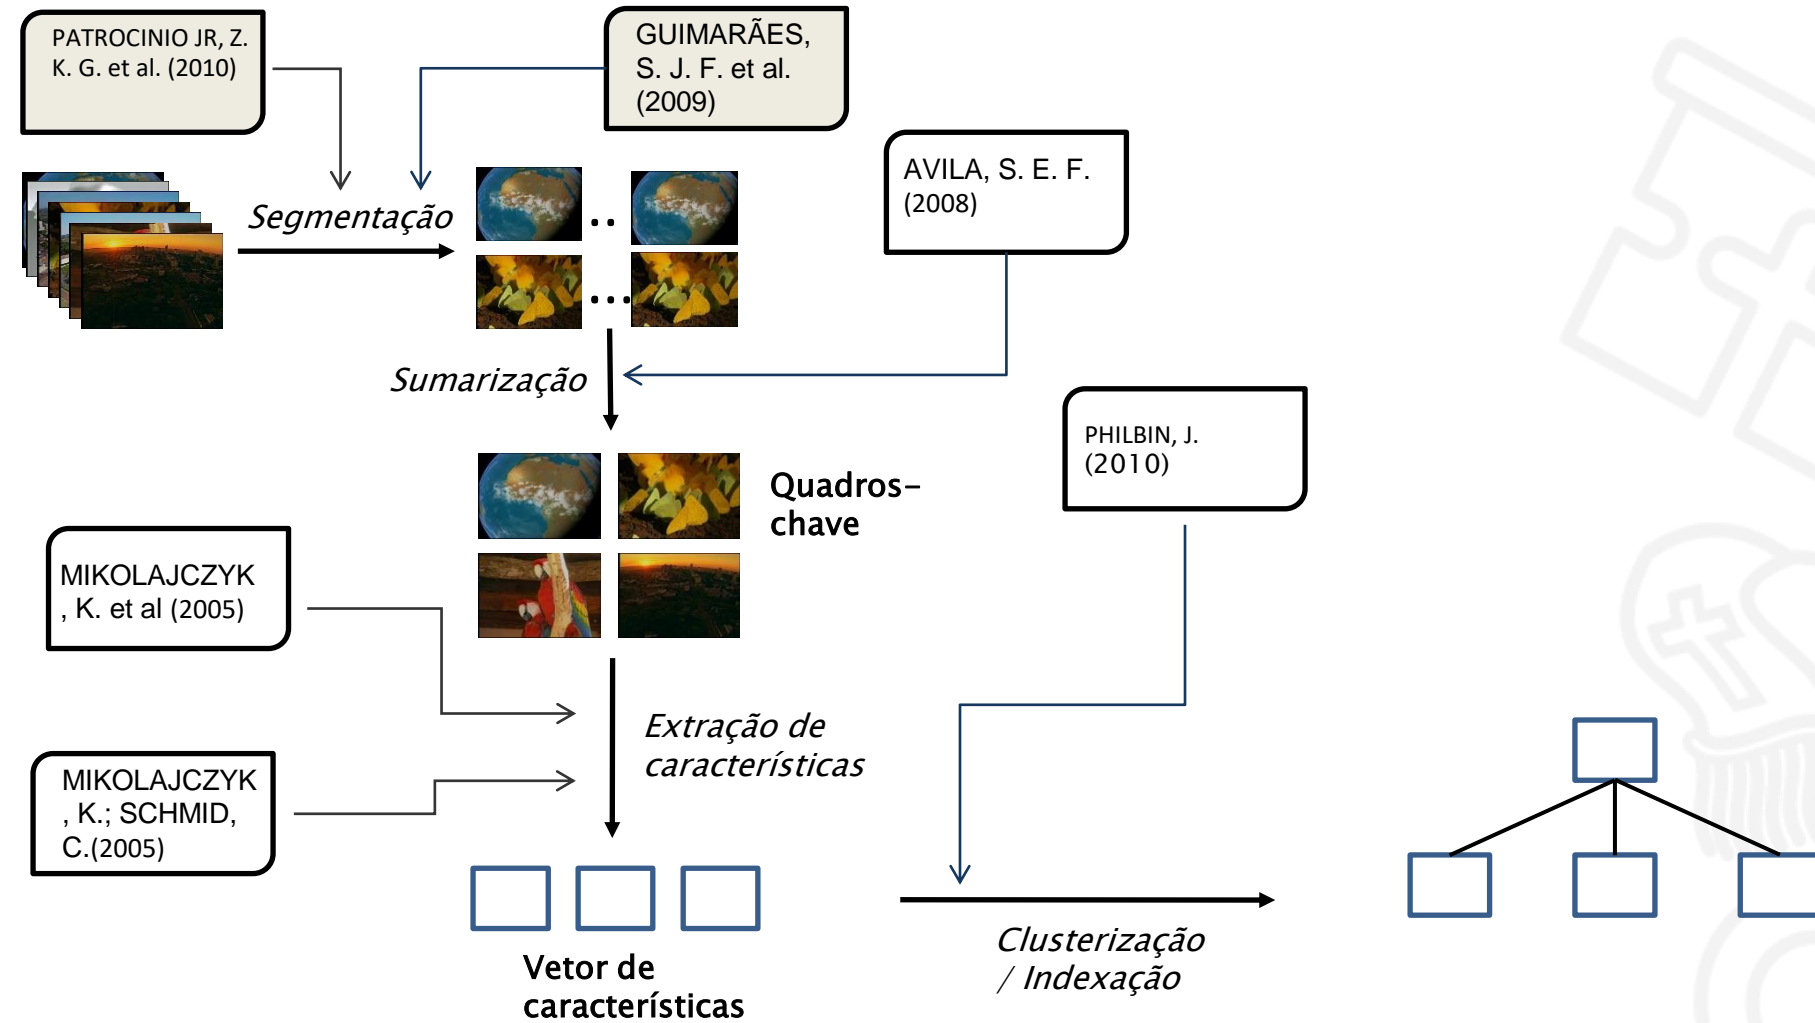 PATROCINIO JR, Z.
K. G. et al. (2010)
GUIMARÃES,
S. J. F. et al.
(2009)
AVILA, S. E. F.
(2008)
Segmentação
..
...
Sumarização
PHILBIN, J.
(2010)
Quadros-
chave
MIKOLAJCZYK
, K. et al (2005)
Extração de
características
MIKOLAJCZYK
, K.; SCHMID,
C.(2005)
Clusterização
/ Indexação
Vetor de
características